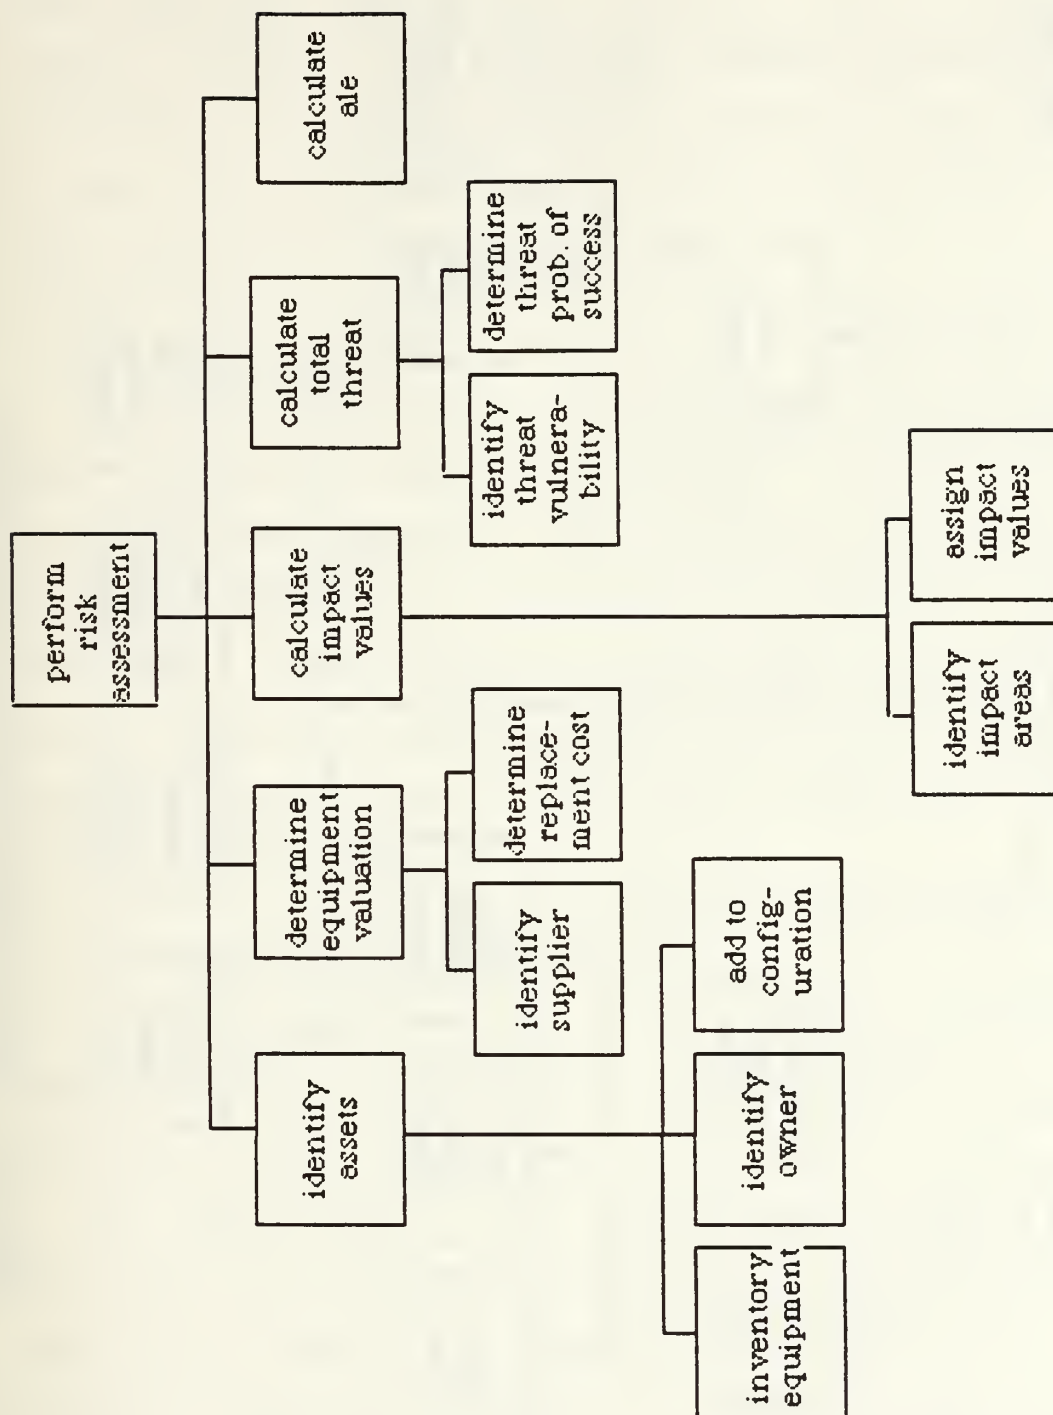 perform
risk
assessment
identify
assets
determine
equipment
valuation
calculate
impact
values
calculate
total
threat
calculate
ale
inventory
equipment
identify
owner
add to
config-
uration
identify
supplier
determine
replace-
ment cost
identify
impact
areas
assign
impact
values
identify
threat
vulnera-
bility
determine
threat
prob. of
success